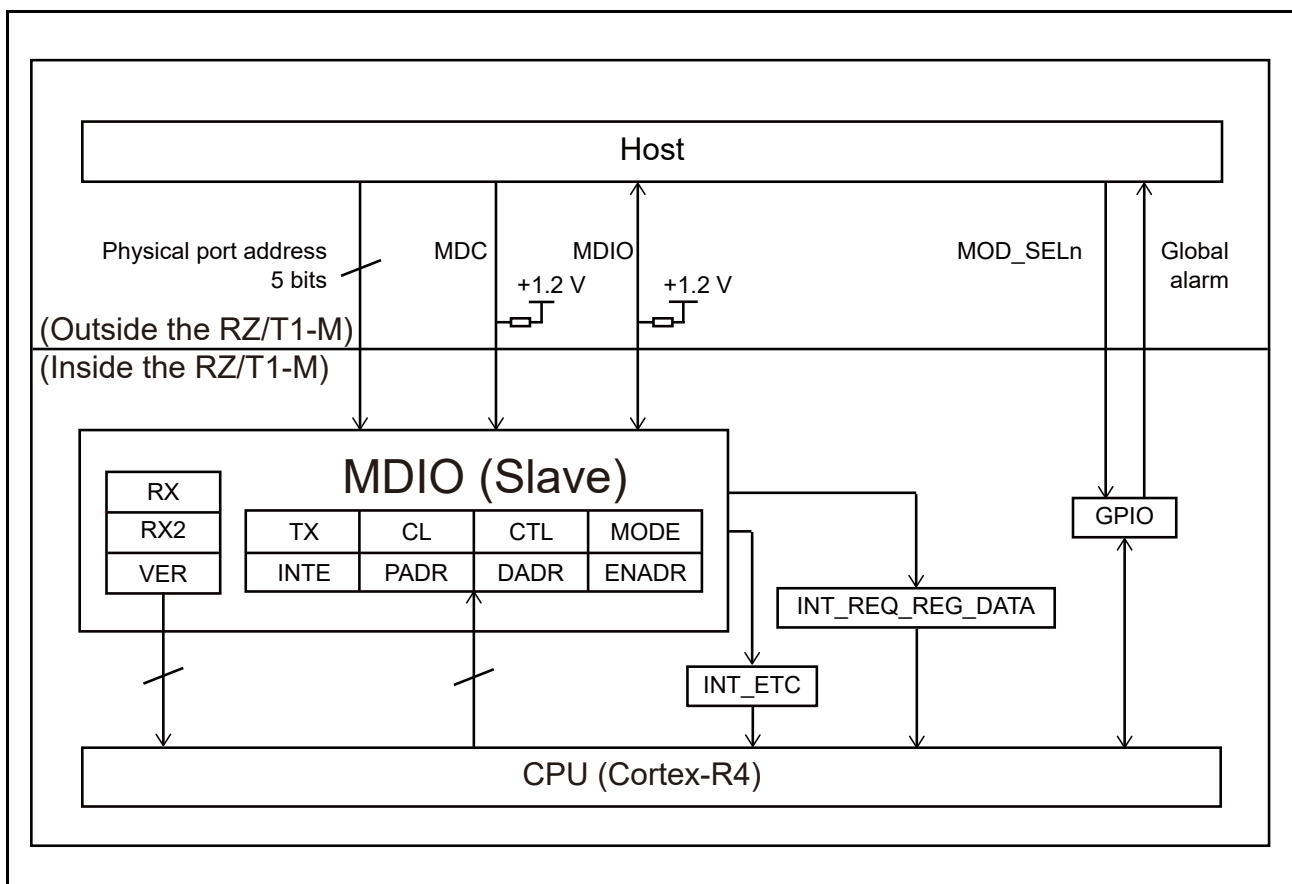 Host
Physical port address
5 bits
MDC
MDIO
MOD_SELn
Global
alarm
+1.2 V
+1.2 V
(Outside the RZ/T1-M)
(Inside the RZ/T1-M)
MDIO (Slave)
RX
RX2
VER
TX
CL
CTL
MODE
INTE
PADR
DADR
ENADR
GPIO
INT_REQ_REG_DATA
INT_ETC
CPU (Cortex-R4)